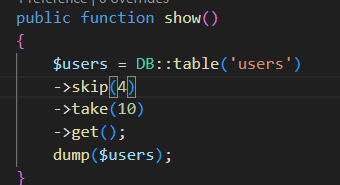 public function show()
{
$users = DB::table('users')
->skip(4)
->take(10)
->get();
dump($users);
}